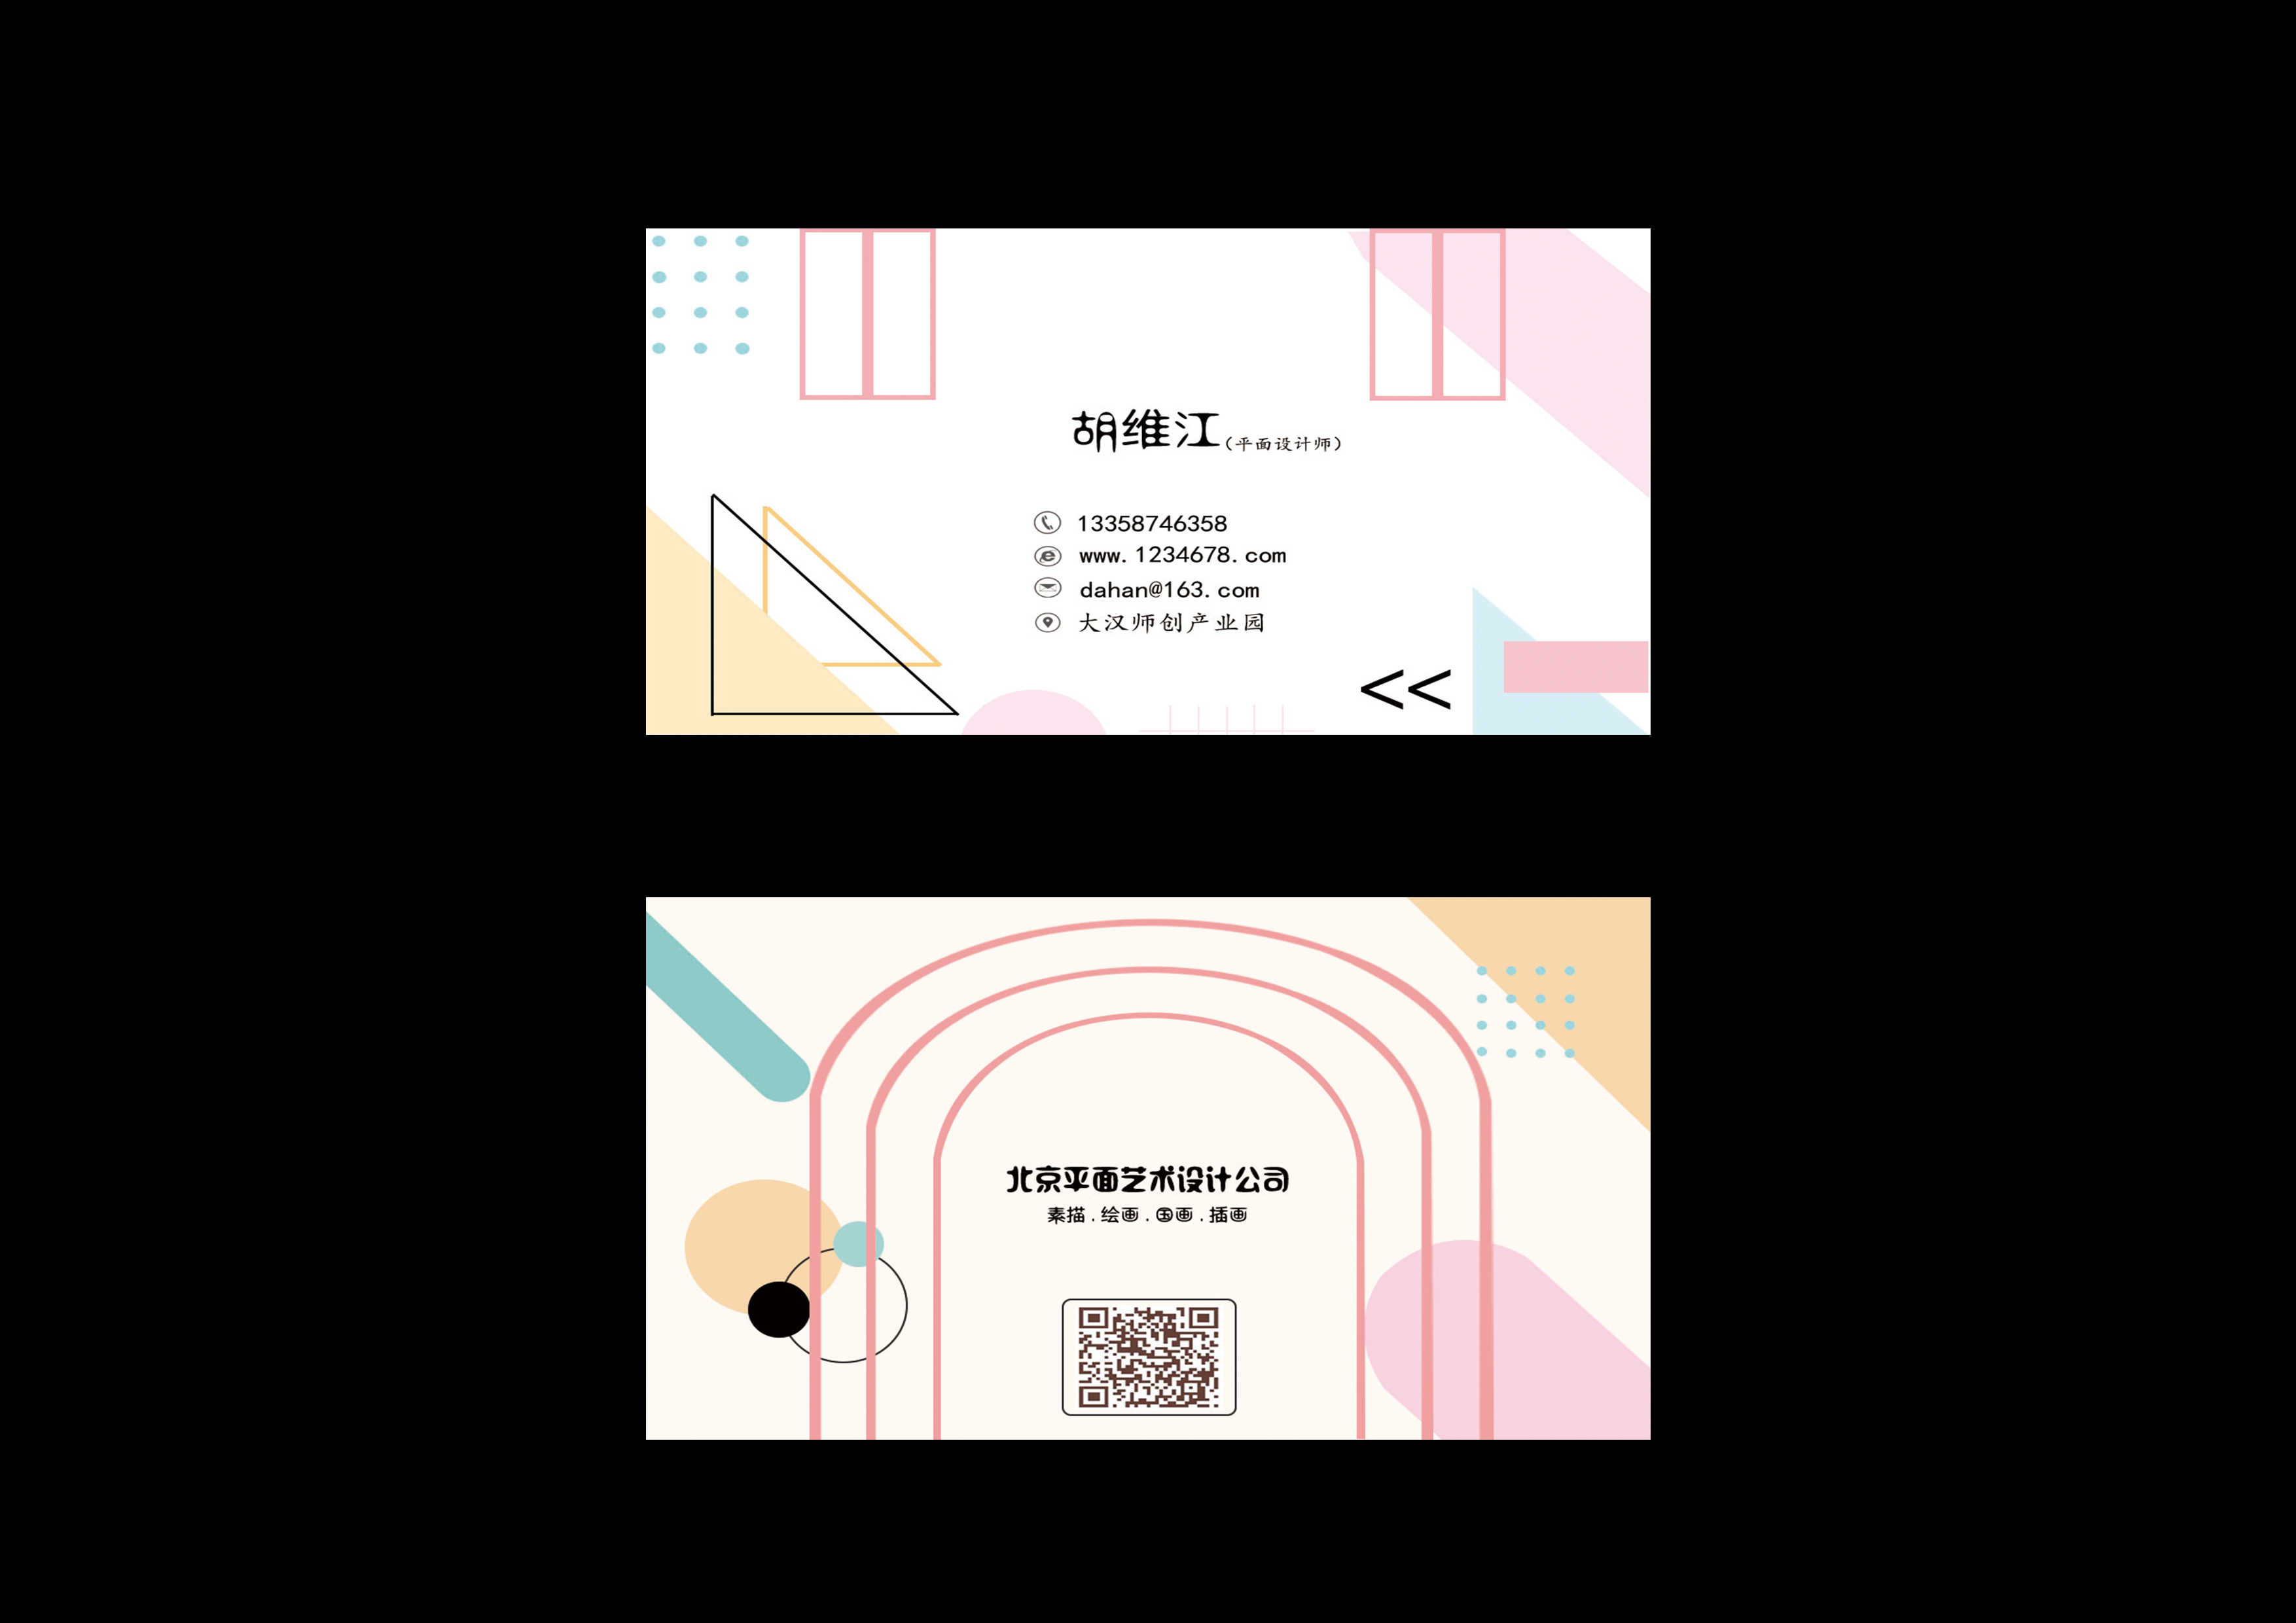 胡维江(平面设计师)
13358746358
www.1234678.com
dahan@163.com
大汉师创产业园
<<
北京平面艺术设计公司
素描.绘画.国画.插画